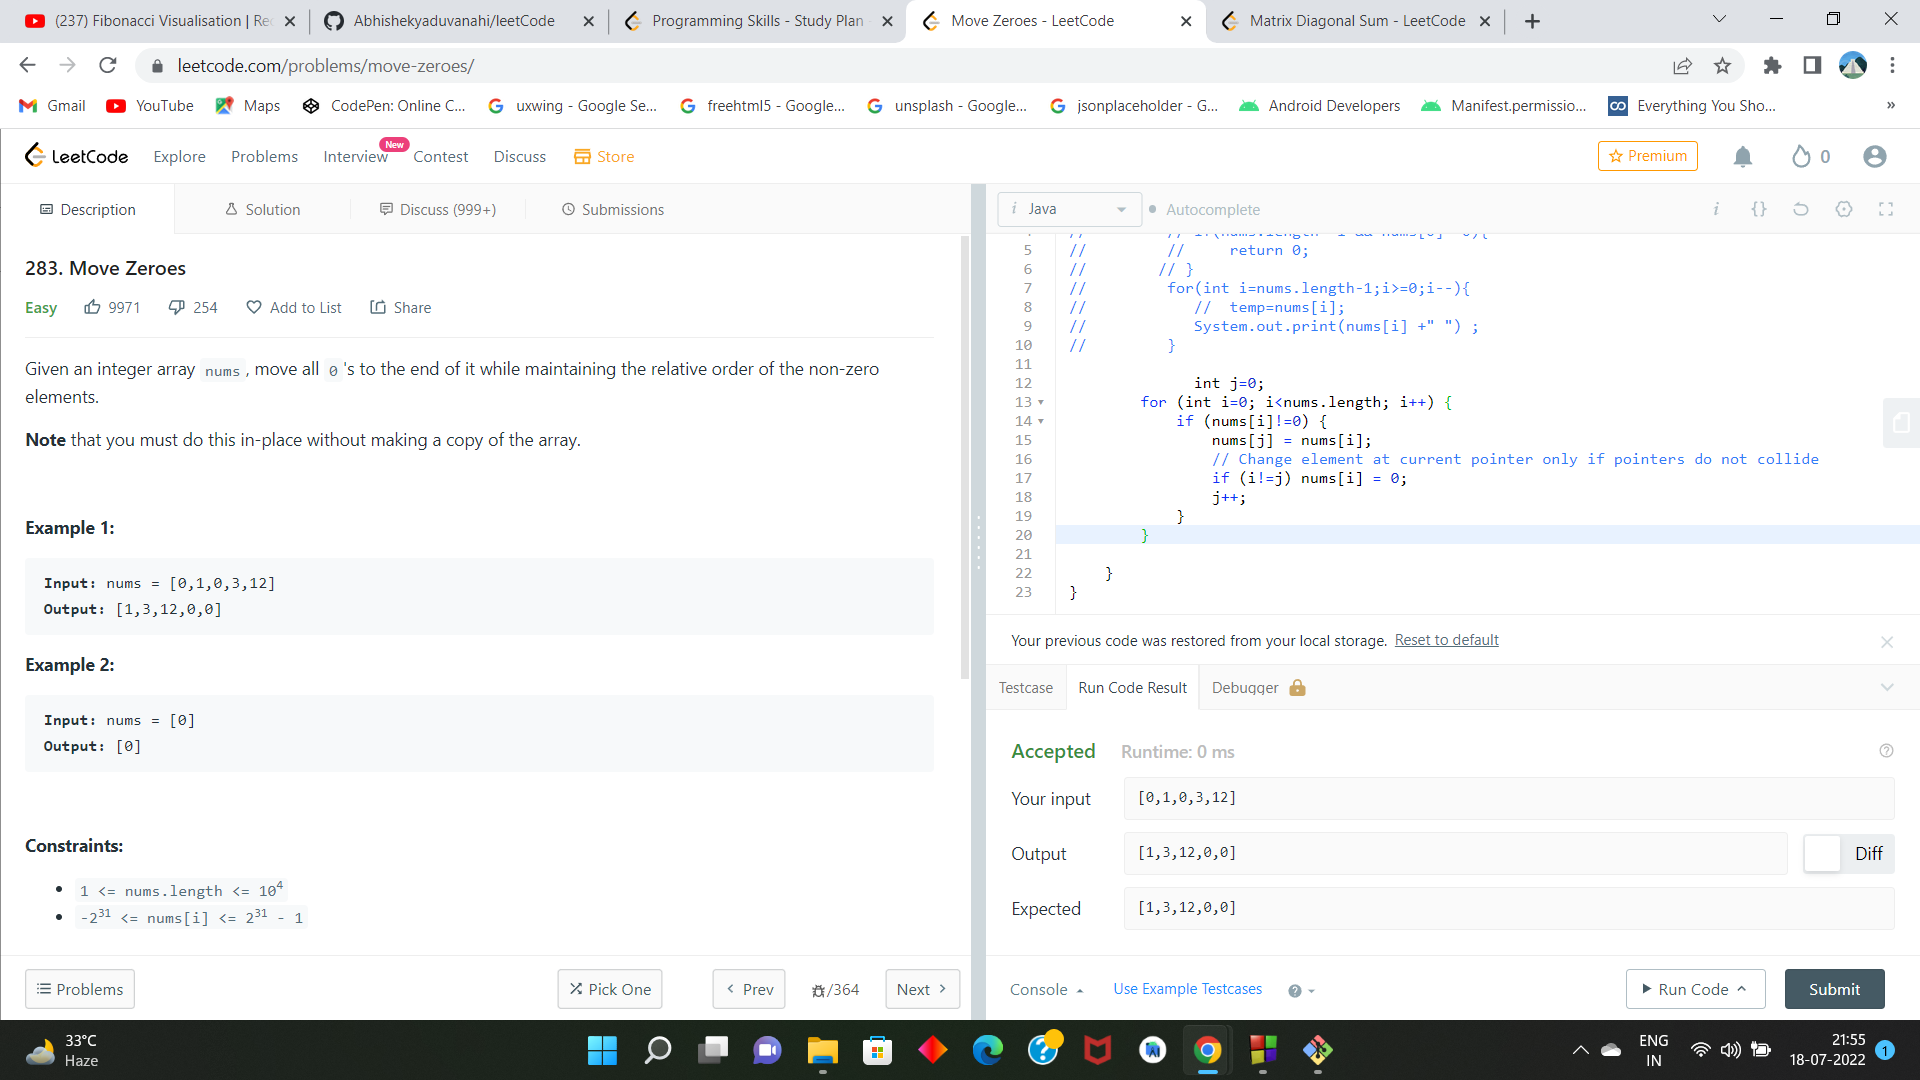 (237) Fibonacci Visualisation | Rec
Abhishekyaduvanahi/leetCode
Programming Skills - Study Plan
Move Zeroes - LeetCode
Matrix Diagonal Sum - LeetCode
leetcode.com/problems/move-zeroes/
Gmail
YouTube
Maps
CodePen: Online C...
uxwing - Google Se...
freehtml5 - Google...
unsplash - Google...
jsonplaceholder - G...
Android Developers
Manifest.permissio...
Everything You Sho...
»
LeetCode
Explore
Problems
Interview
New
Contest
Discuss
Store
Premium
0
Description
Solution
Discuss (999+)
Submissions
283. Move Zeroes
Easy
9971
254
Add to List
Share
Given an integer array nums, move all 0's to the end of it while maintaining the relative order of the non-zero
elements.
Note that you must do this in-place without making a copy of the array.
Example 1:
Input: nums = [0,1,0,3,12]
Output: [1,3,12,0,0]
Example 2:
Input: nums = [0]
Output: [0]
Constraints:
1 <= nums.length <= 10⁴
-2³¹ <= nums[i] <= 2³¹ - 1
Problems
Pick One
Prev
/364
Next
i Java
Autocomplete
i {}
5 // // return 0;
6 // // }
7 // for(int i=nums.length-1;i>=0;i--){
8 // // temp=nums[i];
9 // System.out.print(nums[i] +" ") ;
10 // }
11
12 int j=0;
13 for (int i=0; i<nums.length; i++) {
14 if (nums[i]!=0) {
15 nums[j] = nums[i];
16 // Change element at current pointer only if pointers do not collide
17 if (i!=j) nums[i] = 0;
18 j++;
19 }
20 }
21
22 }
23 }
Your previous code was restored from your local storage. Reset to default
Testcase
Run Code Result
Debugger
Accepted
Runtime: 0 ms
Your input
[0,1,0,3,12]
Output
[1,3,12,0,0]
Diff
Expected
[1,3,12,0,0]
Console
Use Example Testcases
Run Code
Submit
33°C
Haze
ENG
IN
21:55
18-07-2022
1